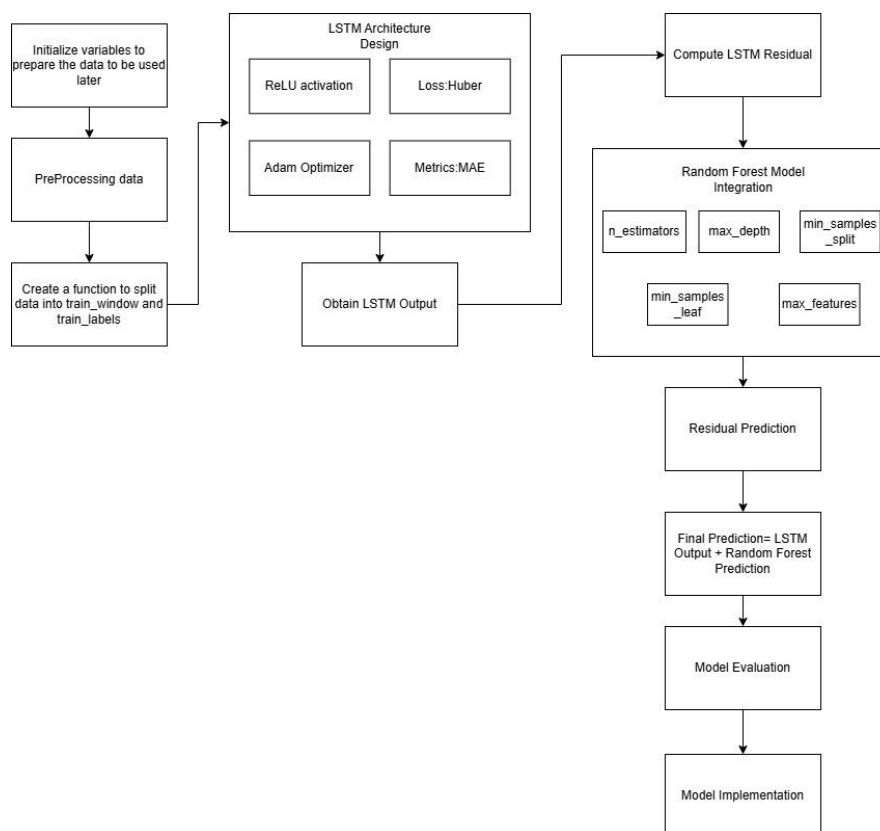 Initialize variables to
prepare the data to be used
later
PreProcessing data
Create a function to split
data into train_window and
train_labels
LSTM Architecture
Design
ReLU activation
Loss:Huber
Adam Optimizer
Metrics:MAE
Obtain LSTM Output
Compute LSTM Residual
Random Forest Model
Integration
n_estimators
max_depth
min_samples
_split
min_samples
_leaf
max_features
Residual Prediction
Final Prediction= LSTM
Output + Random Forest
Prediction
Model Evaluation
Model Implementation